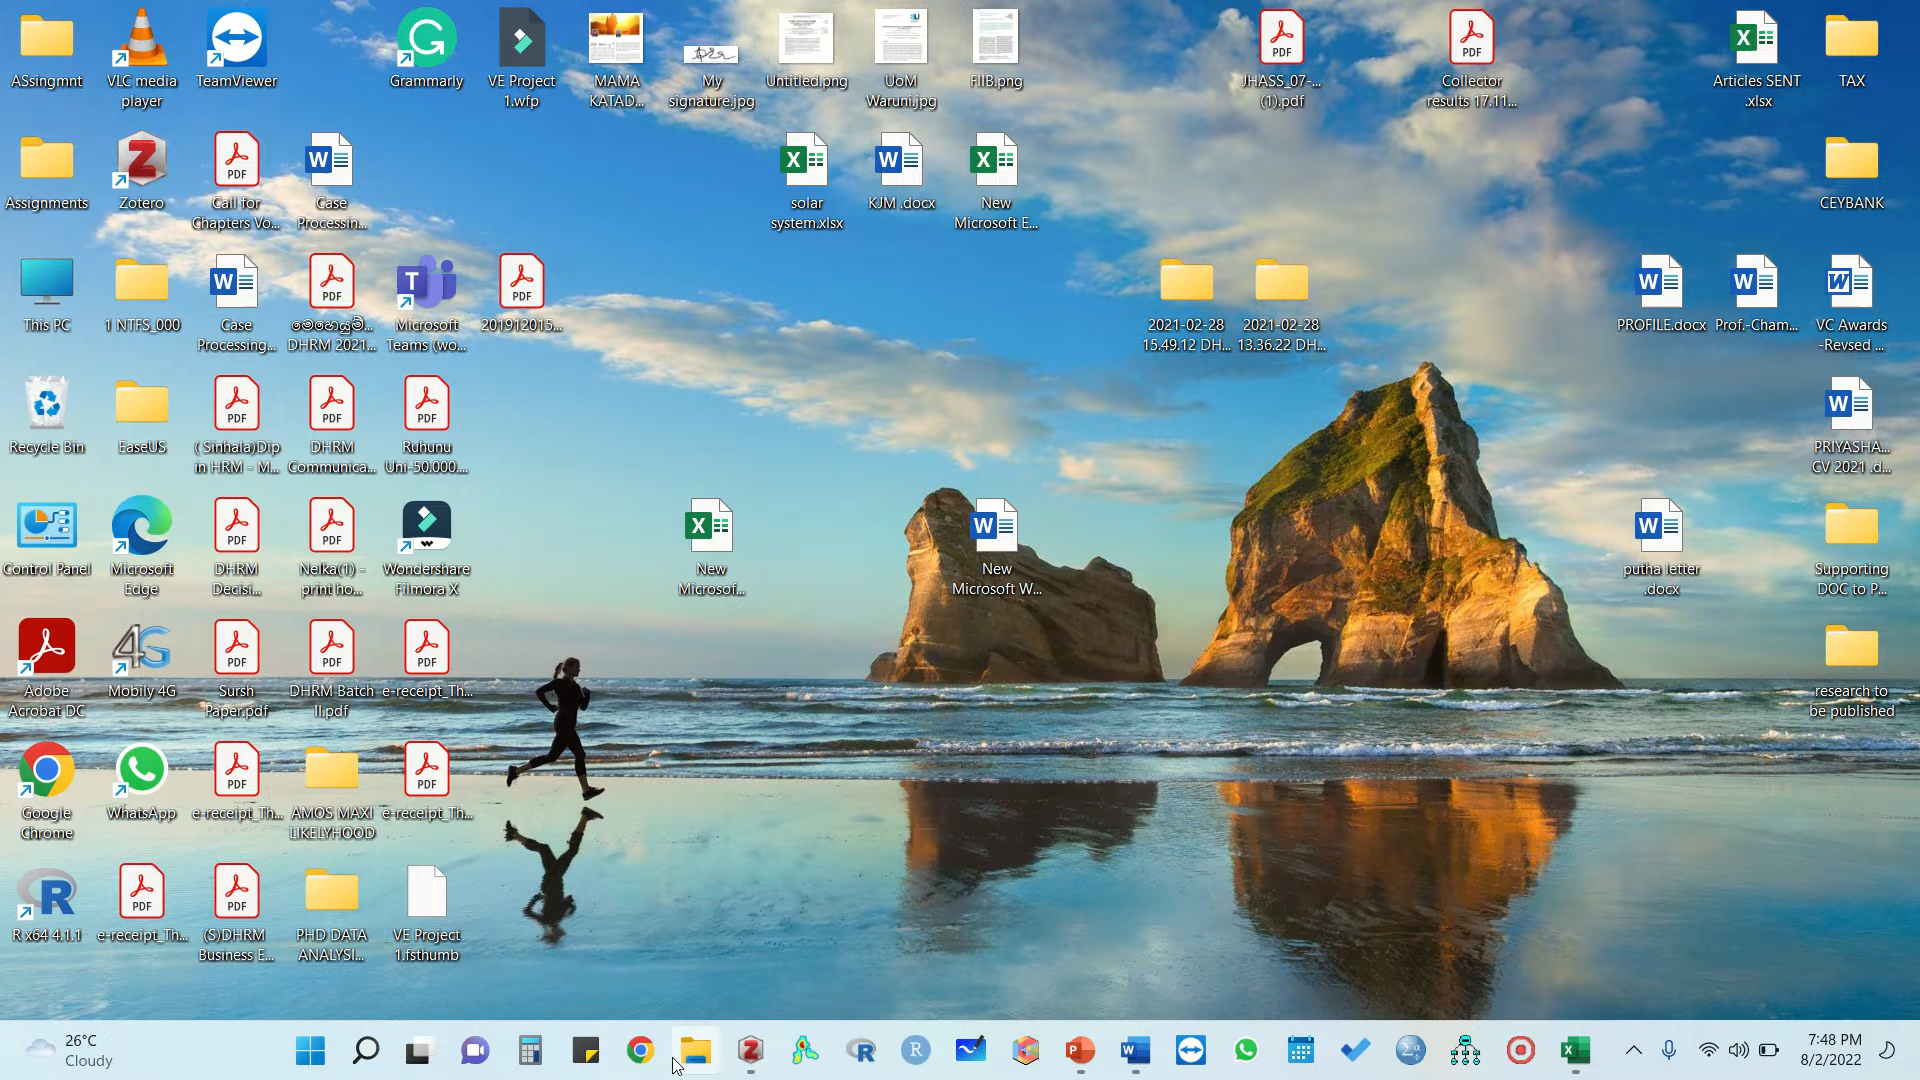 ASsingmnt
VLC media
player
TeamViewer
Grammarly
VE Project
1.wfp
MAMA
KATAD...
My
signature.jpg
Untitled.png
UoM
Waruni.jpg
FIIB.png
JHASS_07-...
(1).pdf
Collector
results 17.11...
Articles SENT
.xlsx
TAX
Assignments
Zotero
Call for
Chapters Vo...
Case
Processin...
solar
system.xlsx
KJM .docx
New
Microsoft E...
CEYBANK
This PC
1 NTFS_000
Case
Processing...
මෙහෙයුම්...
DHRM 2021...
Microsoft
Teams (wo...
201912015...
2021-02-28
15.49.12 DH...
2021-02-28
13.36.22 DH...
PROFILE.docx
Prof.-Cham...
VC Awards
-Revsed ...
Recycle Bin
EaseUS
( Sinhala)Dip
in HRM - M...
DHRM
Communica...
Ruhunu
Uni-50.000....
PRIYASHA...
CV 2021 .d...
Control Panel
Microsoft
Edge
DHRM
Decisi...
Nelka(1) -
print ho...
Wondershare
Filmora X
New
Microsof...
New
Microsoft W...
putha letter
.docx
Supporting
DOC to P...
Adobe
Acrobat DC
Mobily 4G
Sursh
Paper.pdf
DHRM Batch
II.pdf
e-receipt_Th...
research to
be published
Google
Chrome
WhatsApp
e-receipt_Th...
AMOS MAXI
LIKELYHOOD
e-receipt_Th...
R x64 4.1.1
e-receipt_Th...
(S)DHRM
Business E...
PHD DATA
ANALYSI...
VE Project
1.fsthumb
26°C
Cloudy
7:48 PM
8/2/2022